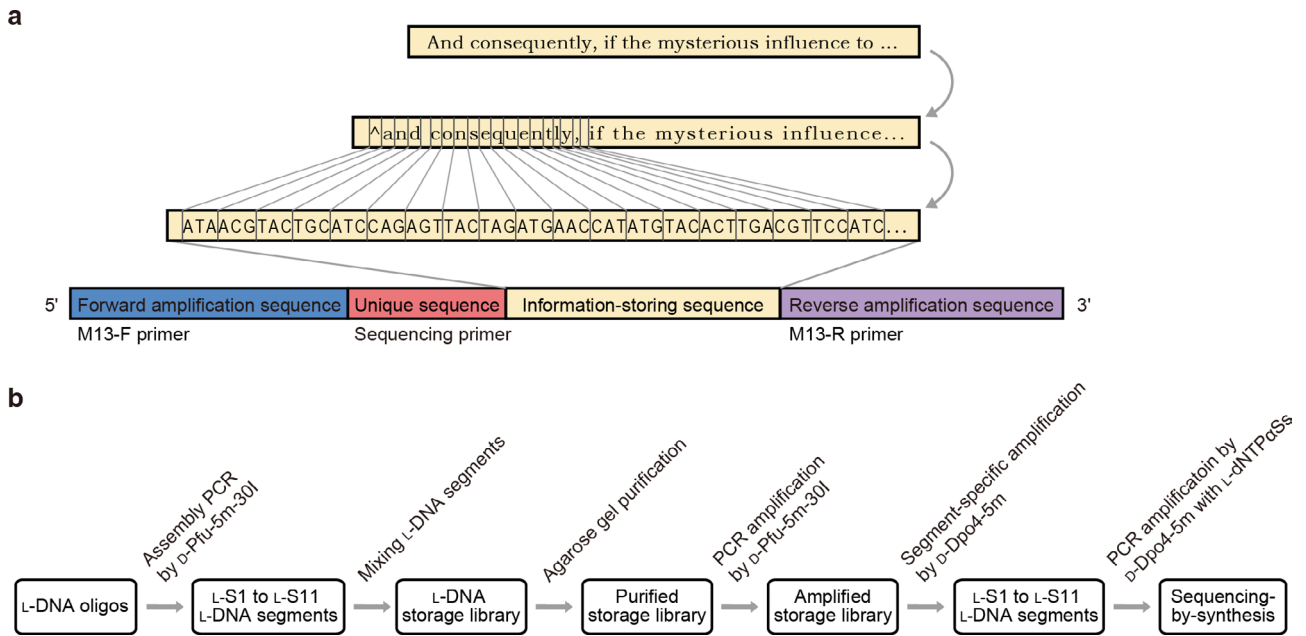 a
And consequently, if the mysterious influence to ...
^and consequently, if the mysterious influence...
ATAACGTACTGCATCCAGAGTTACTAGATGAACCATATGTACACTTGACGTTCCATC...
5' Forward amplification sequence Unique sequence Information-storing sequence Reverse amplification sequence 3'
M13-F primer Sequencing primer M13-R primer
b
Assembly PCR
by D-Pfu-5m-30I
Mixing L-DNA segments
Agarose gel purification
PCR amplification
by D-Pfu-5m-30I
Segment-specific amplification
by D-Dpo4-5m
PCR amplificatoin by
D-Dpo4-5m with L-dNTPαSs
L-DNA oligos
L-S1 to L-S11
L-DNA segments
L-DNA
storage library
Purified
storage library
Amplified
storage library
L-S1 to L-S11
L-DNA segments
Sequencing-
by-synthesis